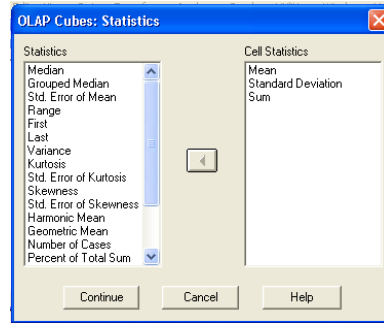 OLAP Cubes: Statistics
Statistics
Median
Grouped Median
Std. Error of Mean
Range
First
Last
Variance
Kurtosis
Std. Error of Kurtosis
Skewness
Std. Error of Skewness
Harmonic Mean
Geometric Mean
Number of Cases
Percent of Total Sum
Cell Statistics
Mean
Standard Deviation
Sum
Continue
Cancel
Help